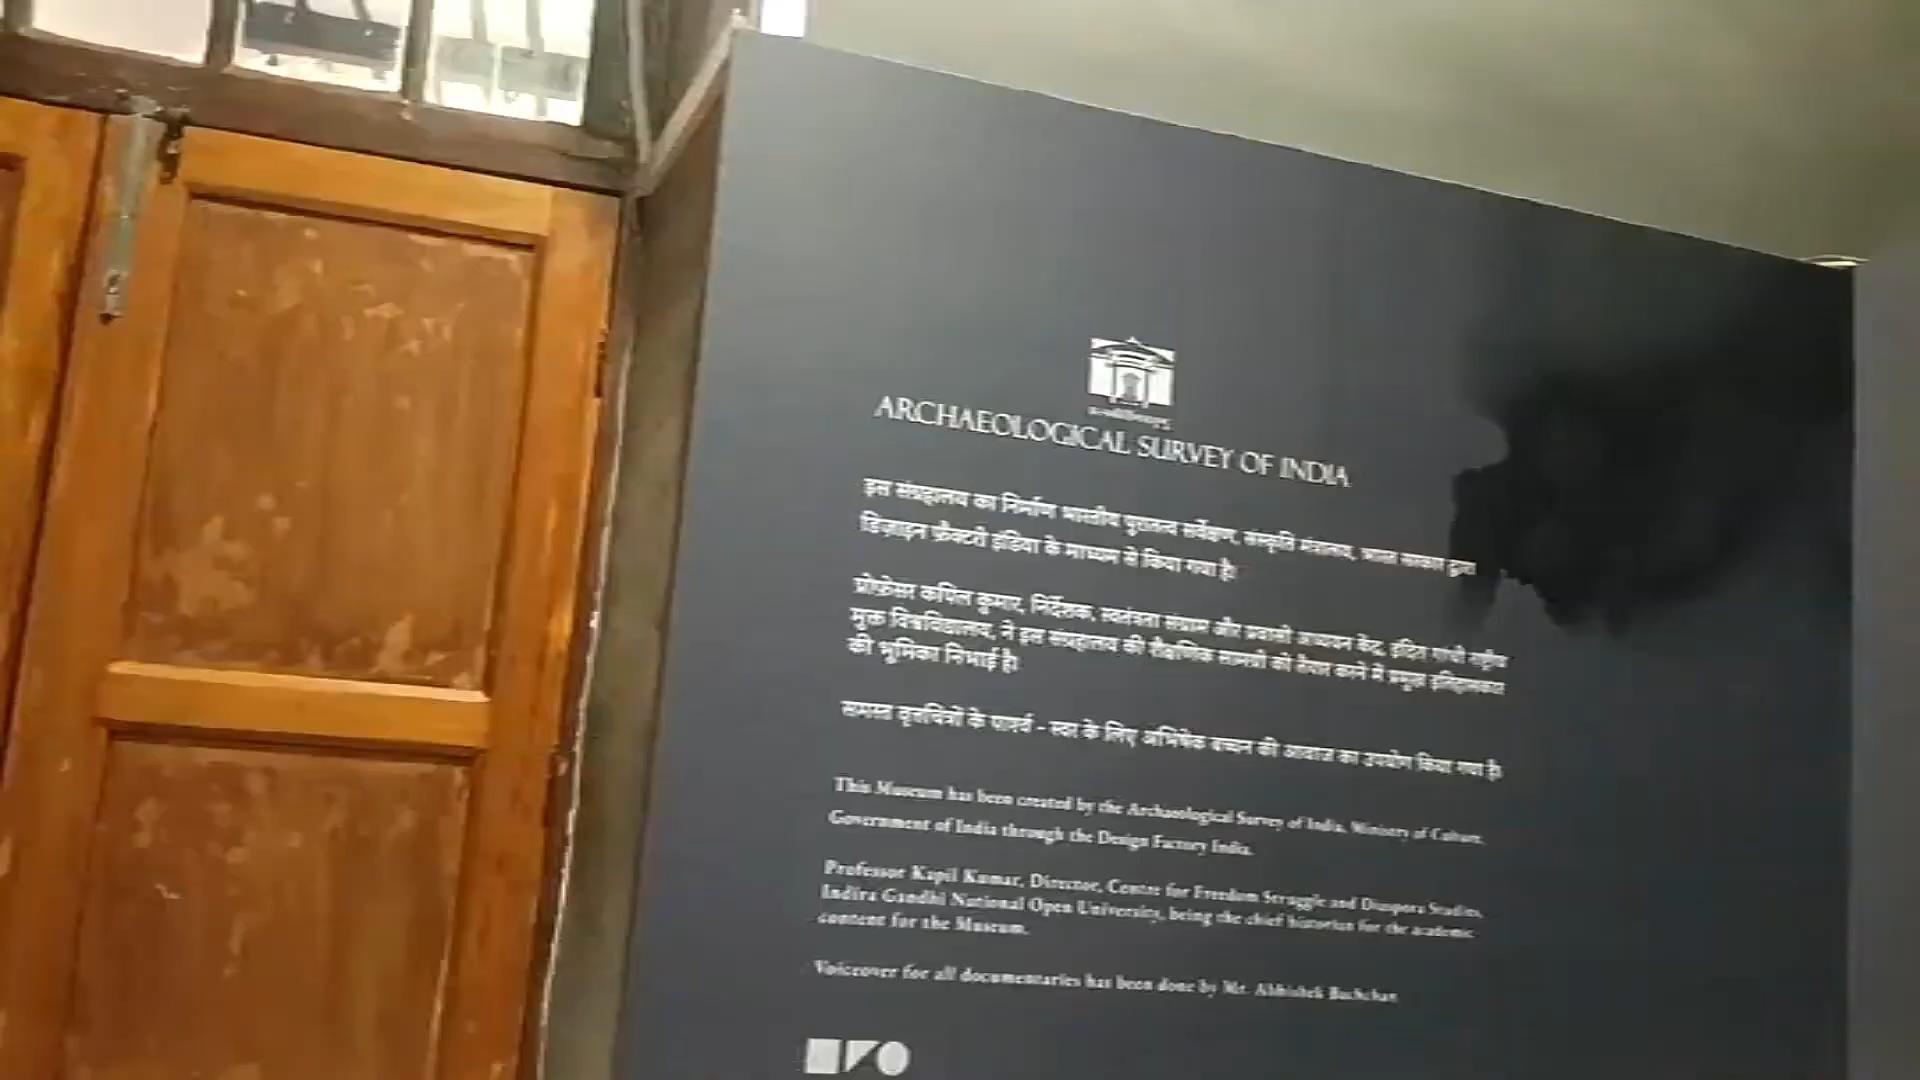 ARCHAEOLOGICAL SURVEY OF INDIA
इस संग्रहालय का निर्माण भारतीय पुरातत्व सर्वेक्षण, संस्कृति मंत्रालय, भारत सरकार द्वारा
डिज़ाइन फ़ैक्टरी इंडिया के माध्यम से किया गया है।
प्रोफ़ेसर कपिल कुमार, निर्देशक, स्वतंत्रता संग्राम और प्रवासी अध्ययन केंद्र, इंदिरा गांधी राष्ट्रीय
मुक्त विश्वविद्यालय, ने इस संग्रहालय की शैक्षणिक सामग्री को तैयार करने में प्रमुख इतिहासकार
की भूमिका निभाई है।
समस्त वृत्तचित्रों के पार्श्व - स्वर के लिए अभिषेक बच्चन की आवाज का उपयोग किया गया है।
This Museum has been created by the Archaeological Survey of India, Ministry of Culture,
Government of India through the Design Factory India.
Professor Kapil Kumar, Director, Centre for Freedom Struggle and Diaspora Studies,
Indira Gandhi National Open University, being the chief historian for the academic
content for the Museum.
Voiceover for all documentaries has been done by Mr. Abhishek Bachchan